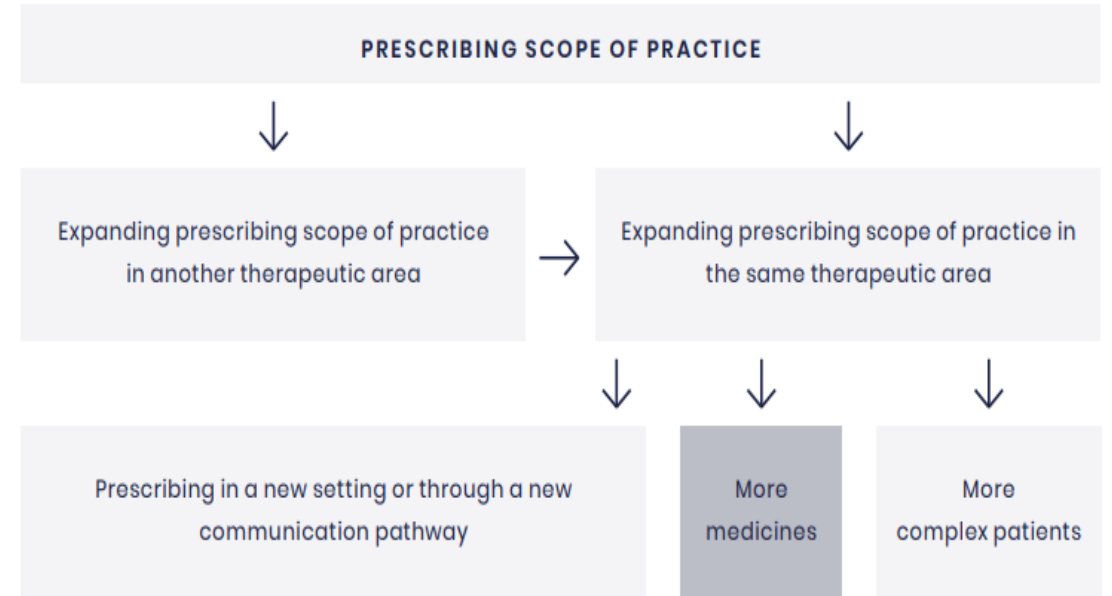 PRESCRIBING SCOPE OF PRACTICE
Expanding prescribing scope of practice
in another therapeutic area
Expanding prescribing scope of practice in
the same therapeutic area
Prescribing in a new setting or through a new
communication pathway
More
medicines
More
complex patients